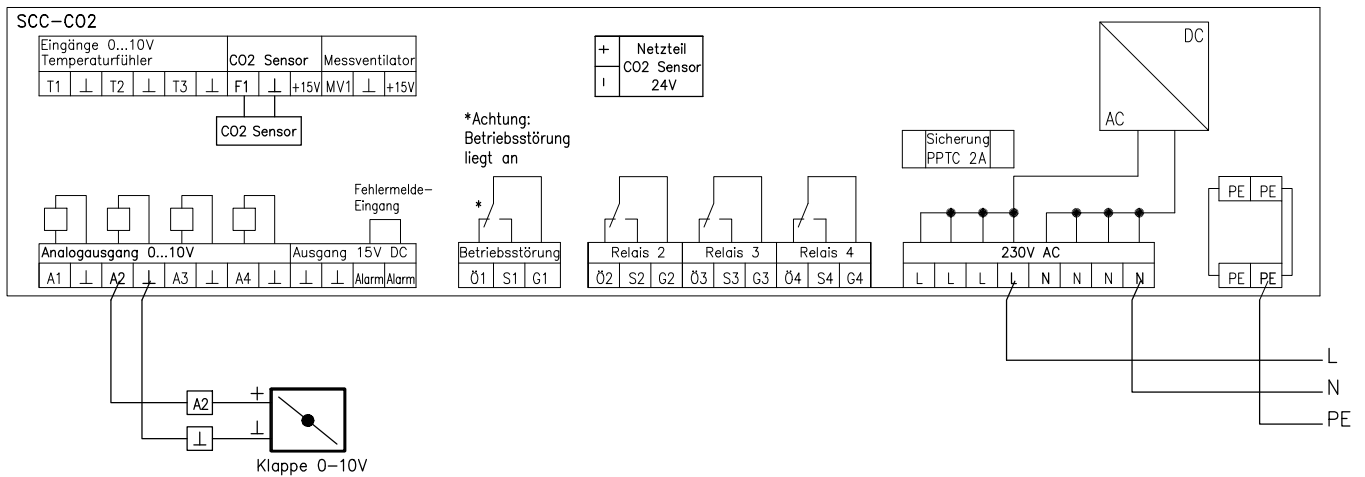 SCC-CO2
Eingänge 0...10V
Temperaturfühler
CO2 Sensor
Messventilator
T1 ⊥ T2 ⊥ T3 ⊥ F1 ⊥ +15V MV1 ⊥ +15V
CO2 Sensor
+ Netzteil
CO2 Sensor
- 24V
DC
AC
*Achtung:
Betriebsstörung
liegt an
*
Sicherung
PPTC 2A
Fehlermelde-
Eingang
PE PE
Analogausgang 0...10V
Ausgang 15V DC
A1 ⊥ A2 ⊥ A3 ⊥ A4 ⊥ ⊥ ⊥ Alarm Alarm
Betriebsstörung
Ö1 S1 G1
Relais 2 Relais 3 Relais 4
Ö2 S2 G2 Ö3 S3 G3 Ö4 S4 G4
230V AC
L L L L N N N N
PE PE
L
N
PE
A2 +
⊥ ⊥
Klappe 0-10V